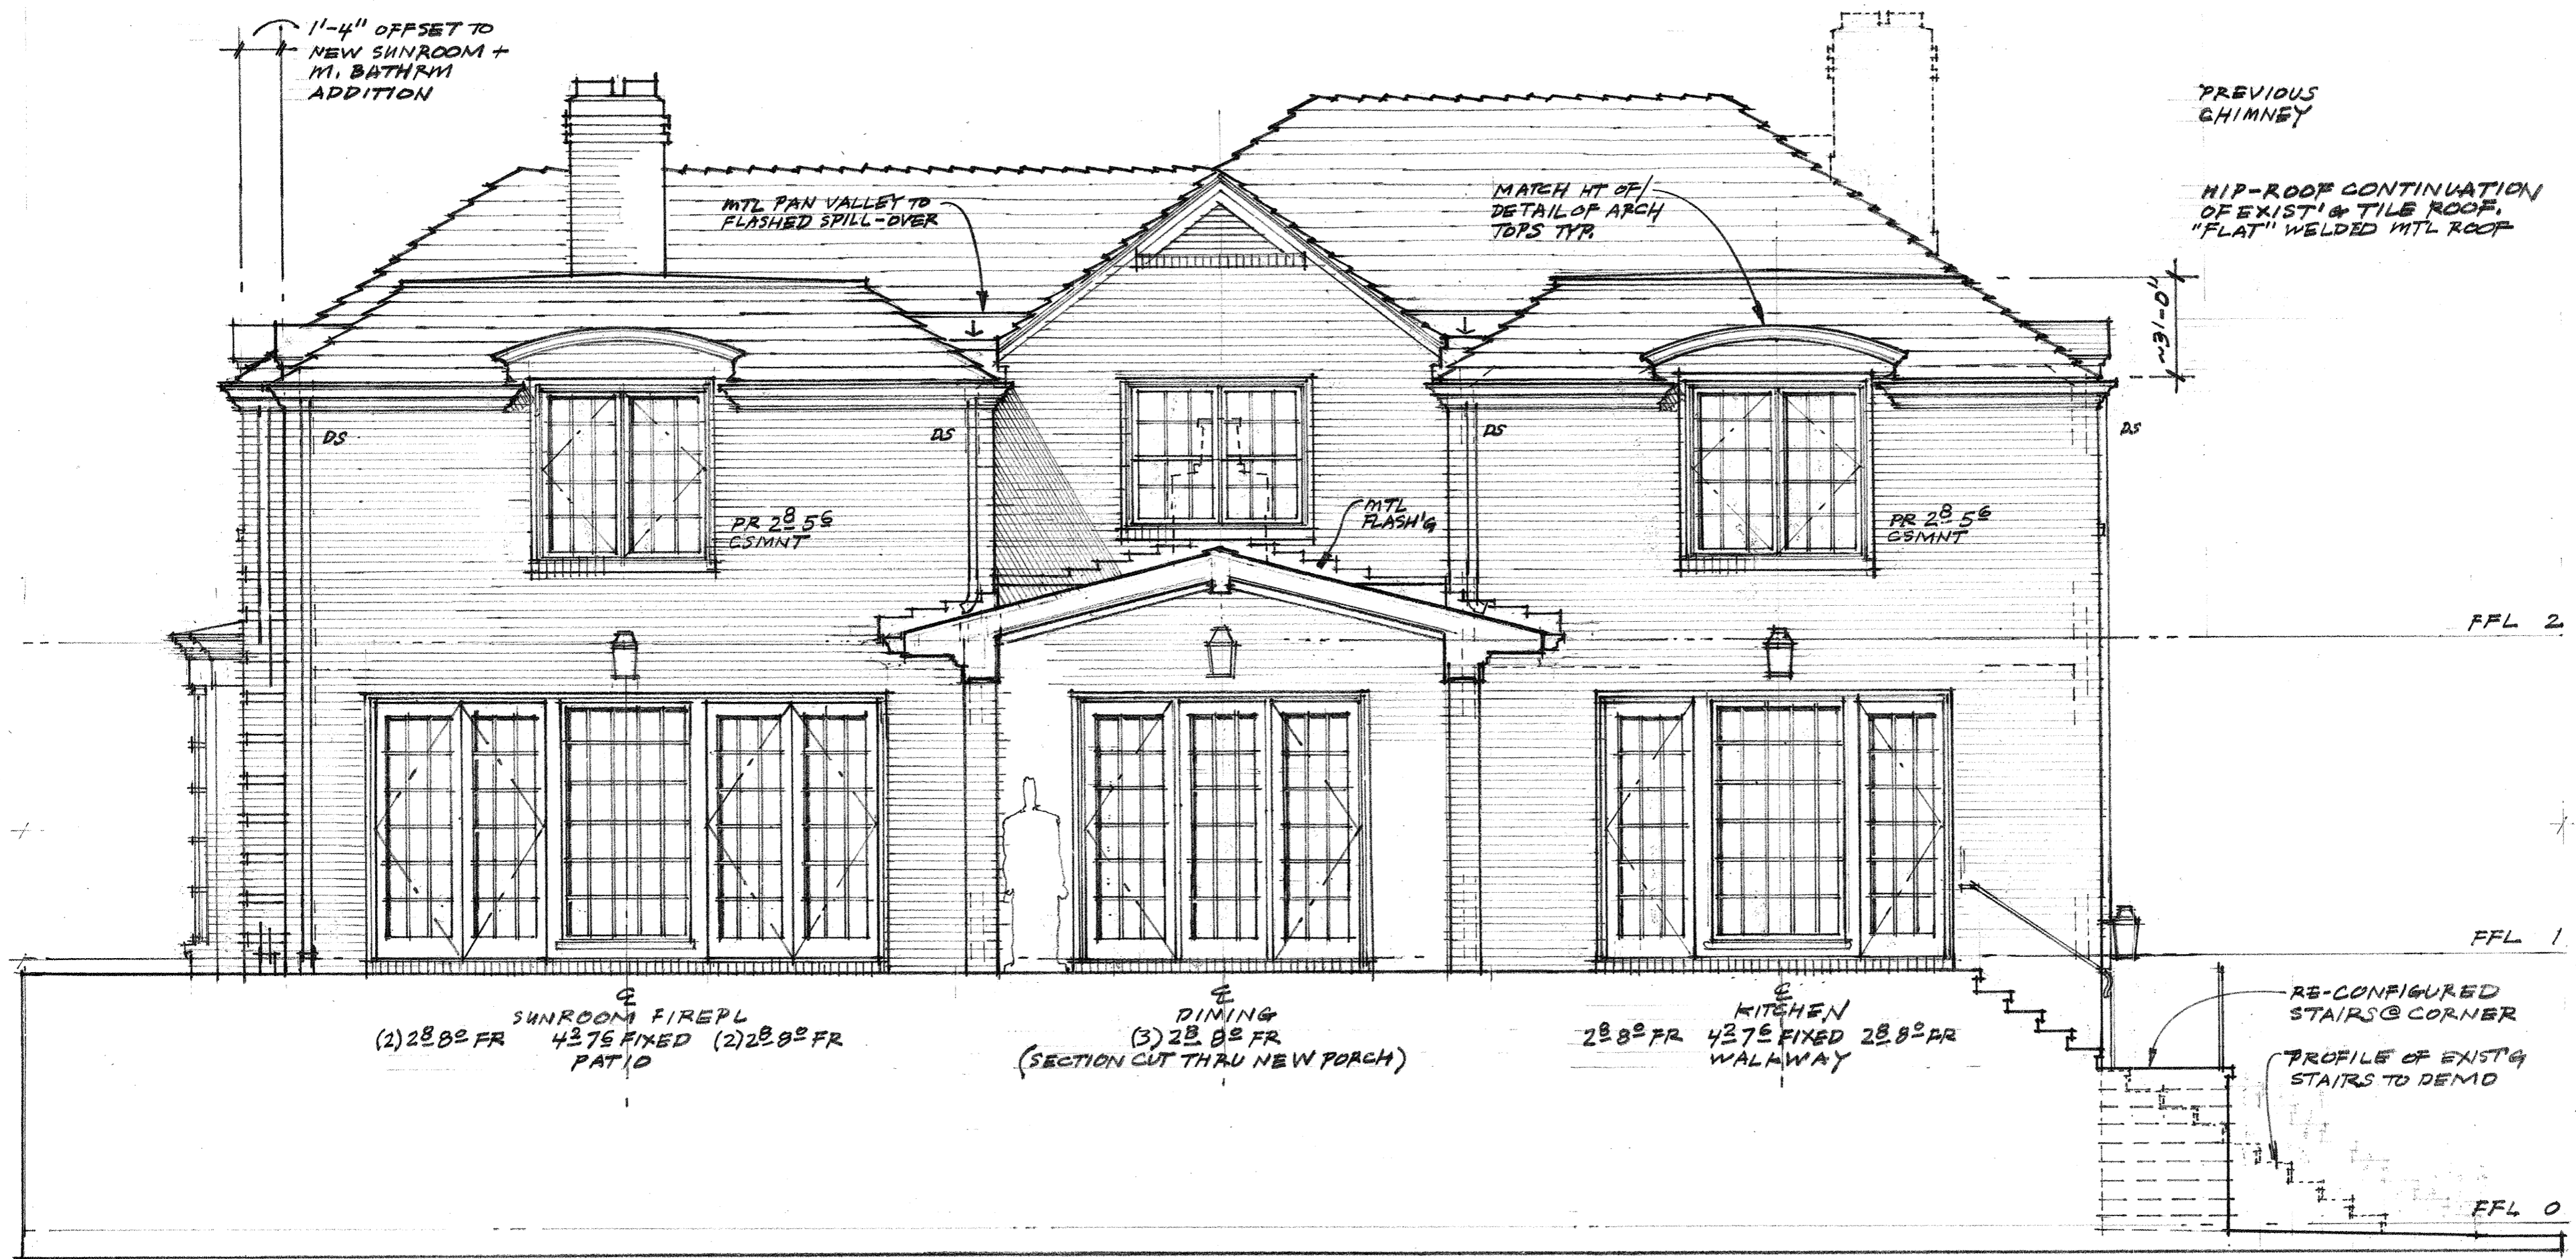 1'-4" OFFSET TO
NEW SUNROOM +
M. BATHRM
ADDITION
PREVIOUS
CHIMNEY
MTL PAN VALLEY TO
FLASHED SPILL-OVER
MATCH HT OF/
DETAIL OF ARCH
TOPS TYP.
HIP-ROOF CONTINUATION
OF EXIST'G TILE ROOF.
"FLAT" WELDED MTL ROOF
~31-0"
DS
DS
DS
DS
PR 2⁸ 5⁶
CSMNT
MTL
FLASH'G
PR 2⁸ 5⁶
CSMNT
FFL 2
FFL 1
℄
SUNROOM FIREPL
(2) 2⁸ 8⁰ FR 4³ 7⁶ FIXED (2) 2⁸ 8⁰ FR
PATIO
℄
DINING
(3) 2⁸ 8⁰ FR
(SECTION CUT THRU NEW PORCH)
℄
KITCHEN
2⁸ 8⁰ FR 4³ 7⁶ FIXED 2⁸ 8⁰ FR
WALKWAY
RE-CONFIGURED
STAIRS @ CORNER
PROFILE OF EXIST'G
STAIRS TO DEMO
FFL 0